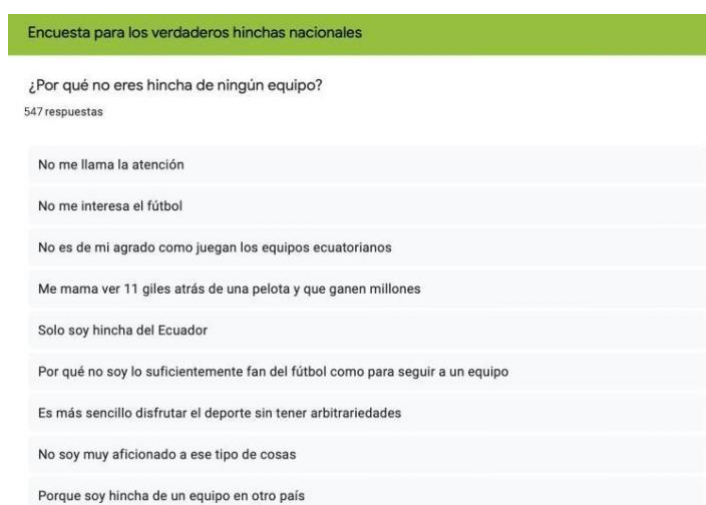 Encuesta para los verdaderos hinchas nacionales
¿Por qué no eres hincha de ningún equipo?
547 respuestas
No me llama la atención
No me interesa el fútbol
No es de mi agrado como juegan los equipos ecuatorianos
Me mama ver 11 giles atrás de una pelota y que ganen millones
Solo soy hincha del Ecuador
Por qué no soy lo suficientemente fan del fútbol como para seguir a un equipo
Es más sencillo disfrutar el deporte sin tener arbitrariedades
No soy muy aficionado a ese tipo de cosas
Porque soy hincha de un equipo en otro país